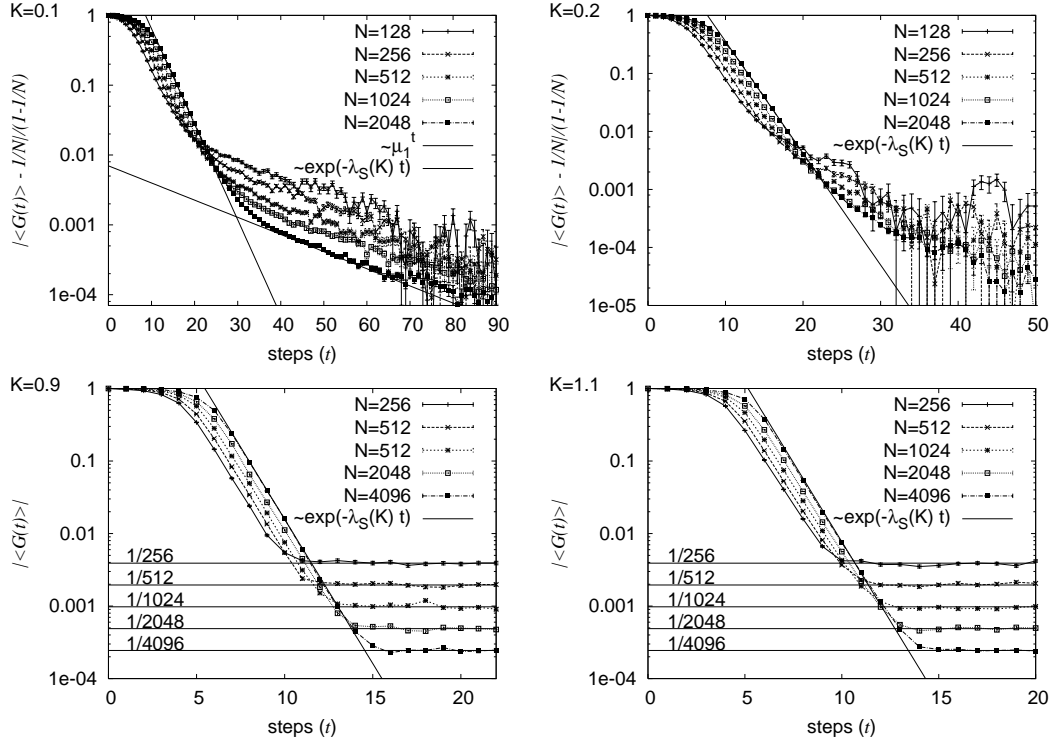 K=0.1
|<G(t)> - 1/N|/(1-1/N)
1
0.1
0.01
0.001
1e-04
0 10 20 30 40 50 60 70 80 90
steps (t)
N=128
N=256
N=512
N=1024
N=2048
~μ₁ᵗ
~exp(-λ_S(K) t)
K=0.2
|<G(t)> - 1/N|/(1-1/N)
1
0.1
0.01
0.001
1e-04
1e-05
0 10 20 30 40 50
steps (t)
N=128
N=256
N=512
N=1024
N=2048
~exp(-λ_S(K) t)
K=0.9
|<G(t)>|
1
0.1
0.01
0.001
1e-04
0 5 10 15 20
steps (t)
N=256
N=512
N=512
N=2048
N=4096
~exp(-λ_S(K) t)
1/256
1/512
1/1024
1/2048
1/4096
K=1.1
|<G(t)>|
1
0.1
0.01
0.001
1e-04
0 5 10 15 20
steps (t)
N=256
N=512
N=1024
N=2048
N=4096
~exp(-λ_S(K) t)
1/256
1/512
1/1024
1/2048
1/4096